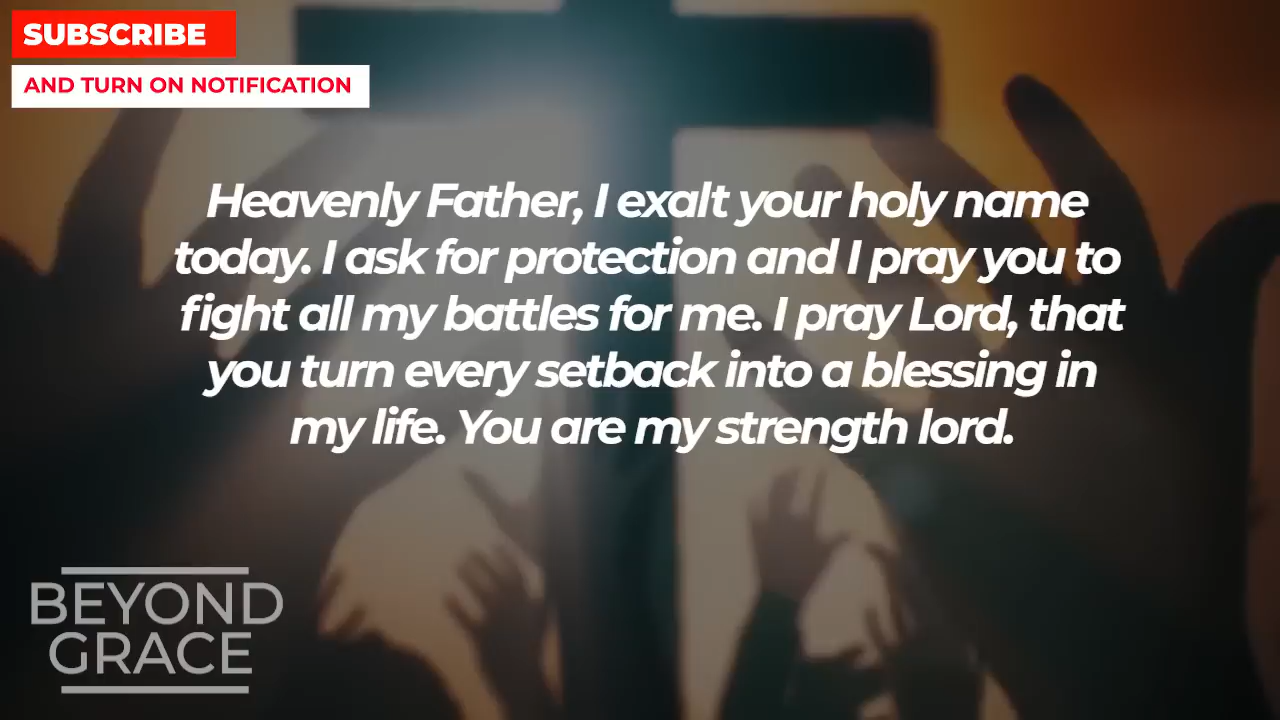 SUBSCRIBE
AND TURN ON NOTIFICATION
Heavenly Father, I exalt your holy name
today. I ask for protection and I pray you to
fight all my battles for me. I pray Lord, that
you turn every setback into a blessing in
my life. You are my strength lord.
BEYOND
GRACE